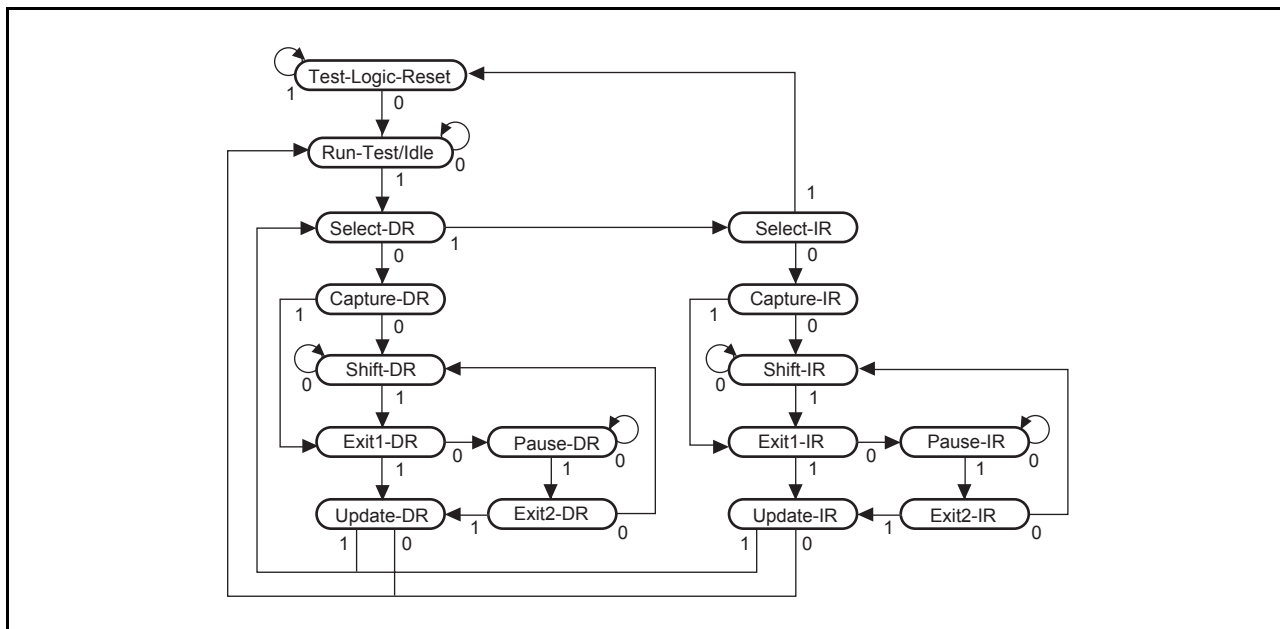 Test-Logic-Reset
1
0
Run-Test/Idle
0
1
1
Select-DR
1
Select-IR
0
0
Capture-DR
Capture-IR
1
0
1
0
Shift-DR
Shift-IR
0
1
0
1
Exit1-DR
0
Pause-DR
0
Exit1-IR
0
Pause-IR
0
1
1
1
1
Update-DR
1
Exit2-DR
0
Update-IR
1
Exit2-IR
0
1
0
1
0